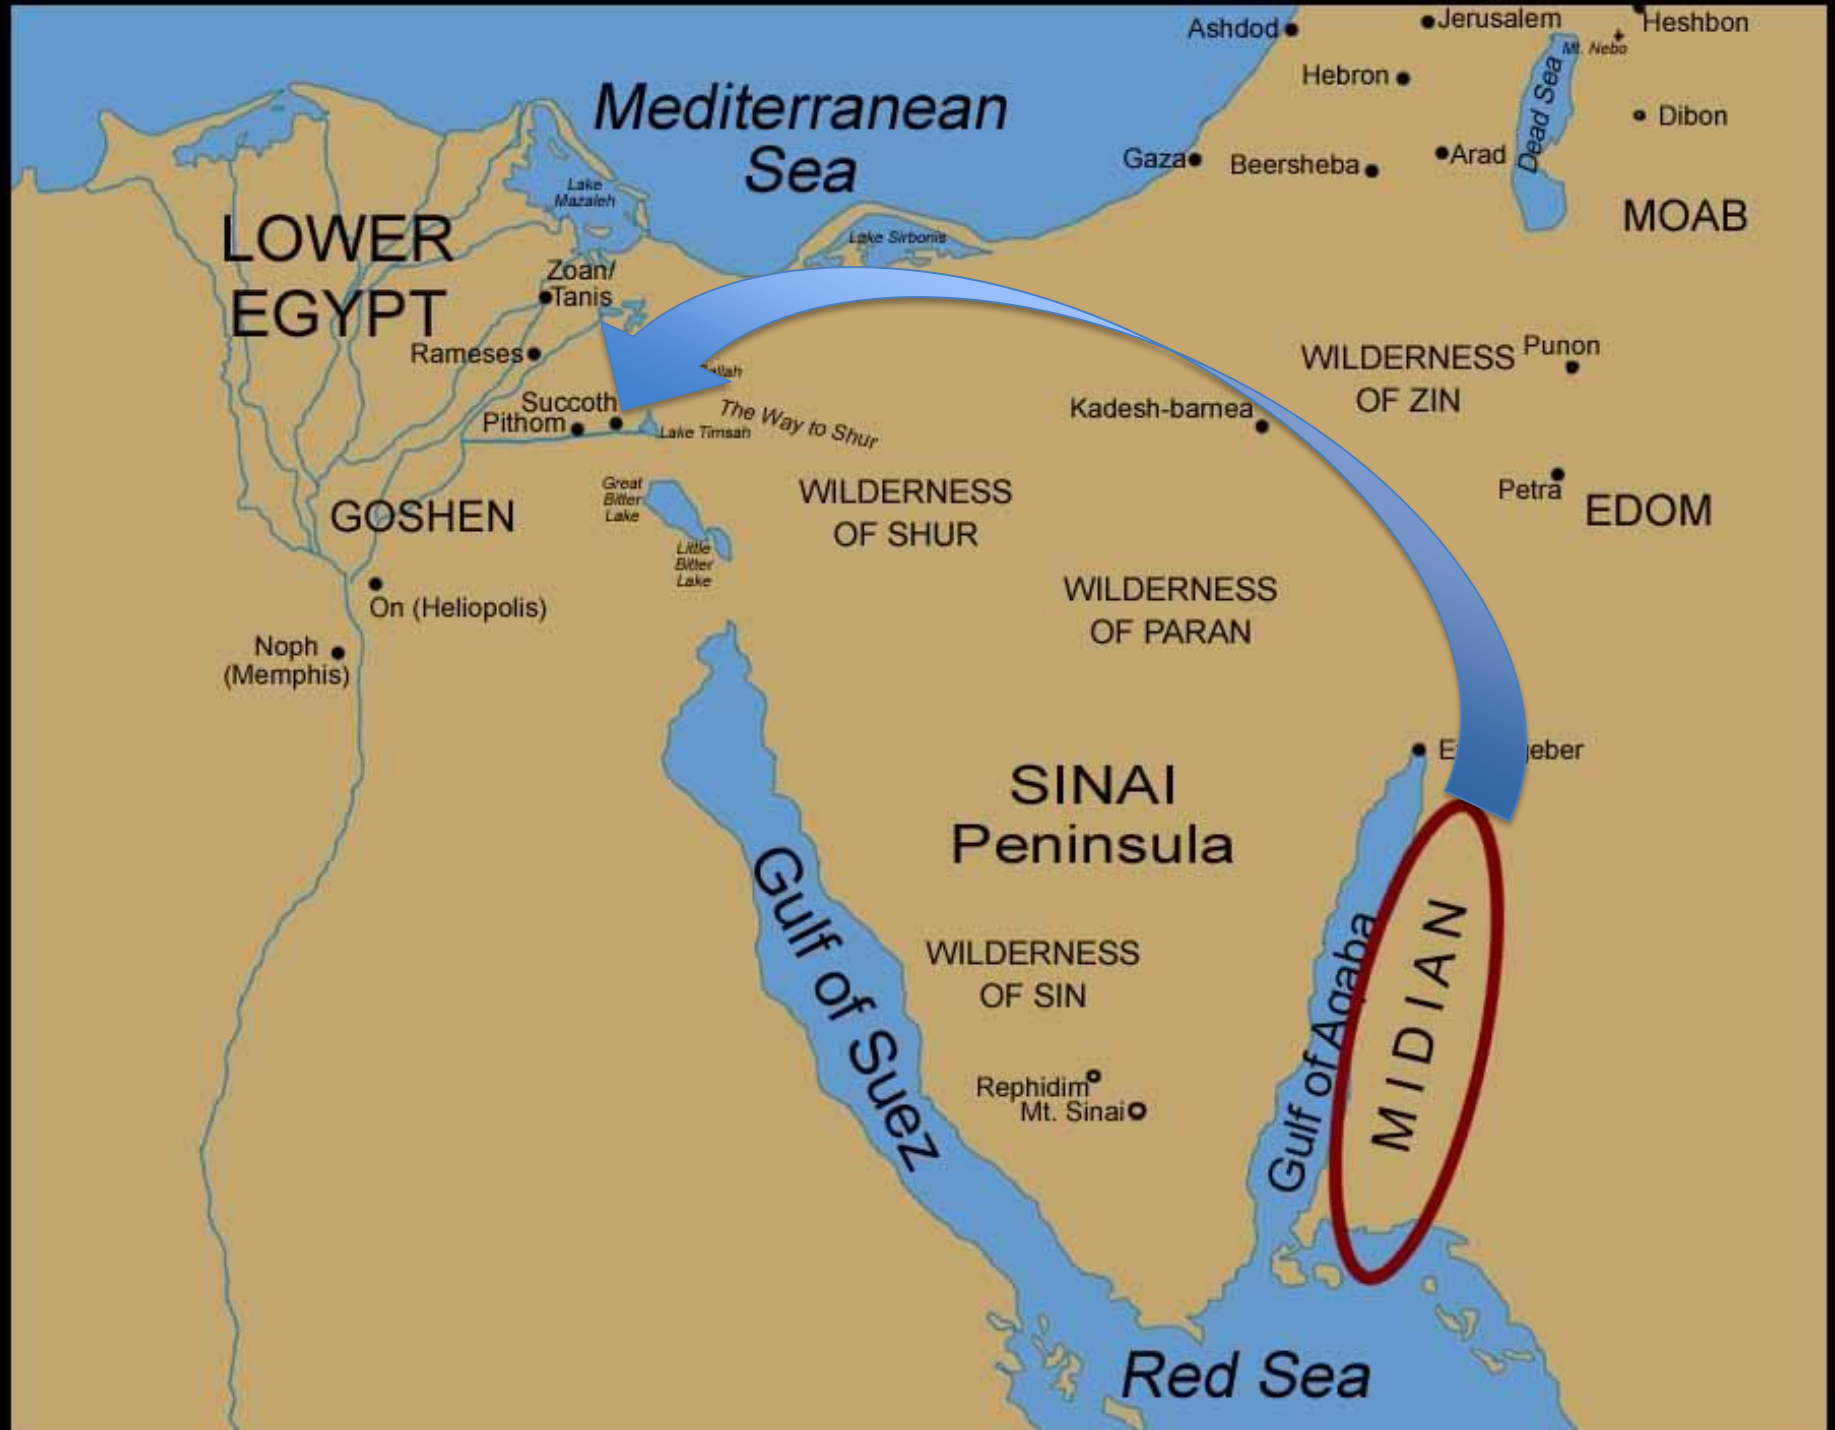 Ashdod
Jerusalem
Heshbon
Mt. Nebo
Hebron
Dead Sea
Dibon
Mediterranean
Sea
Gaza
Beersheba
Arad
MOAB
Lake
Mazaleh
LOWER
EGYPT
Lake Sirbonis
Zoan/
Tanis
Rameses
WILDERNESS
OF ZIN
Punon
Succoth
Pithom
The Way to Shur
Lake Timsah
Kadesh-barnea
Petra
EDOM
Great
Bitter
Lake
WILDERNESS
OF SHUR
GOSHEN
Little
Bitter
Lake
WILDERNESS
OF PARAN
On (Heliopolis)
Noph
(Memphis)
SINAI
Peninsula
Gulf of Suez
WILDERNESS
OF SIN
Gulf of Aqaba
MIDIAN
Rephidim
Mt. Sinai
Red Sea